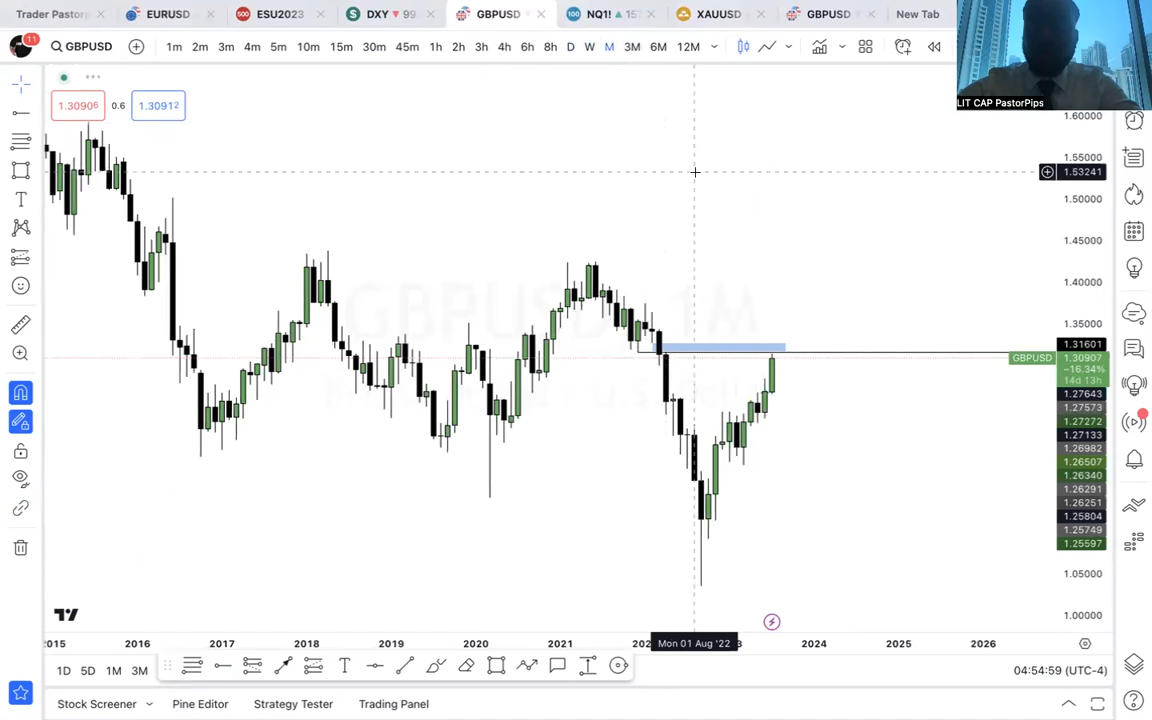 Trader Pastor
EURUSD
ESU2023
DXY ▼ 99
GBPUSD
NQ1! ▲ 15
XAUUSD
GBPUSD
New Tab
11
GBPUSD
1m 2m 3m 4m 5m 10m 15m 30m 45m 1h 2h 3h 4h 6h 8h D W M 3M 6M 12M
LIT CAP PastorPips
1.30906
0.6
1.30912
GBPUSD, 1M
1.60000
1.55000
1.53241
1.50000
1.45000
1.40000
1.35000
1.31601
GBPUSD
1.30907
−16.34%
14d 13h
1.27643
1.27573
1.27272
1.27133
1.26982
1.26507
1.26340
1.26291
1.26251
1.25804
1.25749
1.25597
1.05000
1.00000
2015 2016 2017 2018 2019 2020 2021 202 Mon 01 Aug '22 3 2024 2025 2026
1D 5D 1M 3M
04:54:59 (UTC-4)
Stock Screener
Pine Editor
Strategy Tester
Trading Panel